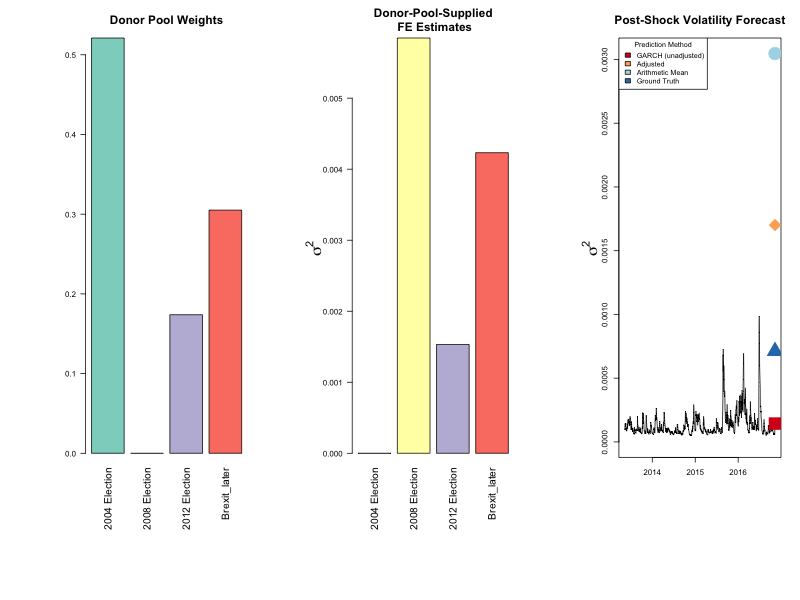 Donor Pool Weights
0.5
0.4
0.3
0.2
0.1
0.0
2004 Election
2008 Election
2012 Election
Brexit_later
Donor-Pool-Supplied
FE Estimates
σ²
0.005
0.004
0.003
0.002
0.001
0.000
2004 Election
2008 Election
2012 Election
Brexit_later
Post-Shock Volatility Forecast
σ²
0.0030
0.0025
0.0020
0.0015
0.0010
0.0005
0.0000
Prediction Method
GARCH (unadjusted)
Adjusted
Arithmetic Mean
Ground Truth
2014
2015
2016